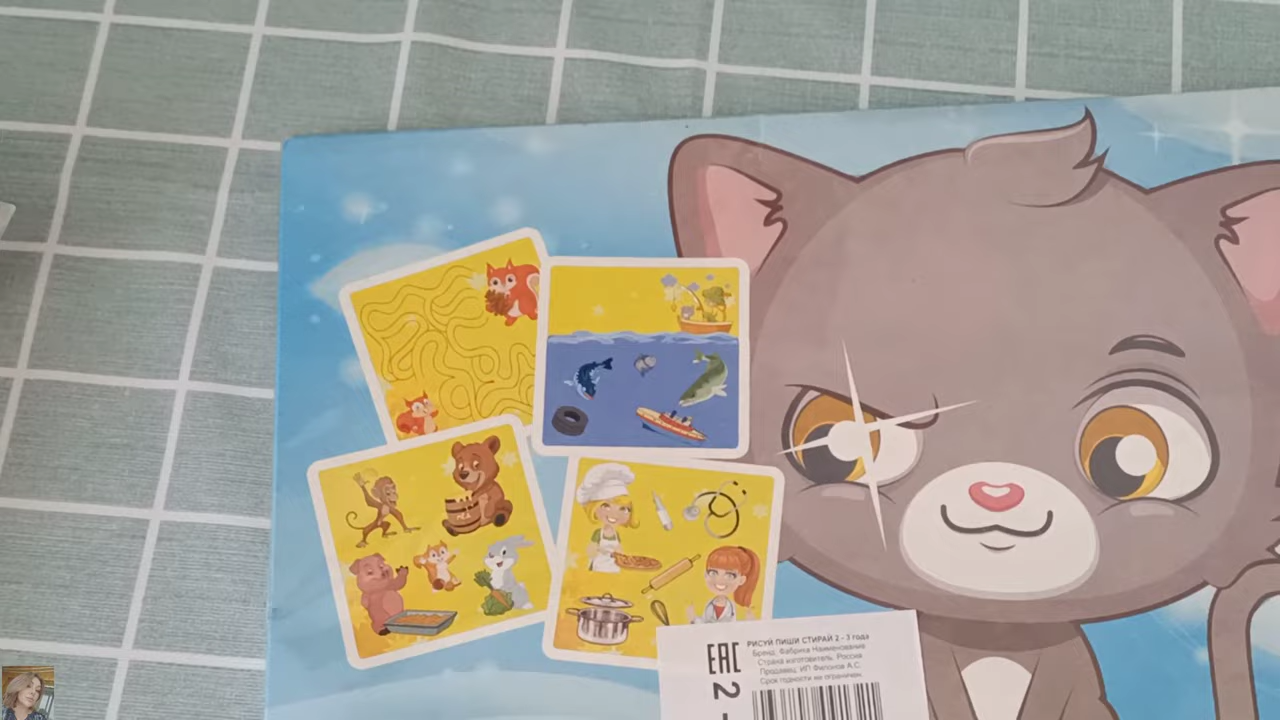 EAC
РИСУЙ ПИШИ СТИРАЙ 2 - 3 года
Бренд: Фабрика Наименование
Страна изготовитель: Россия
Продавец: ИП Филонов А.С.
Срок годности не ограничен.
2 -